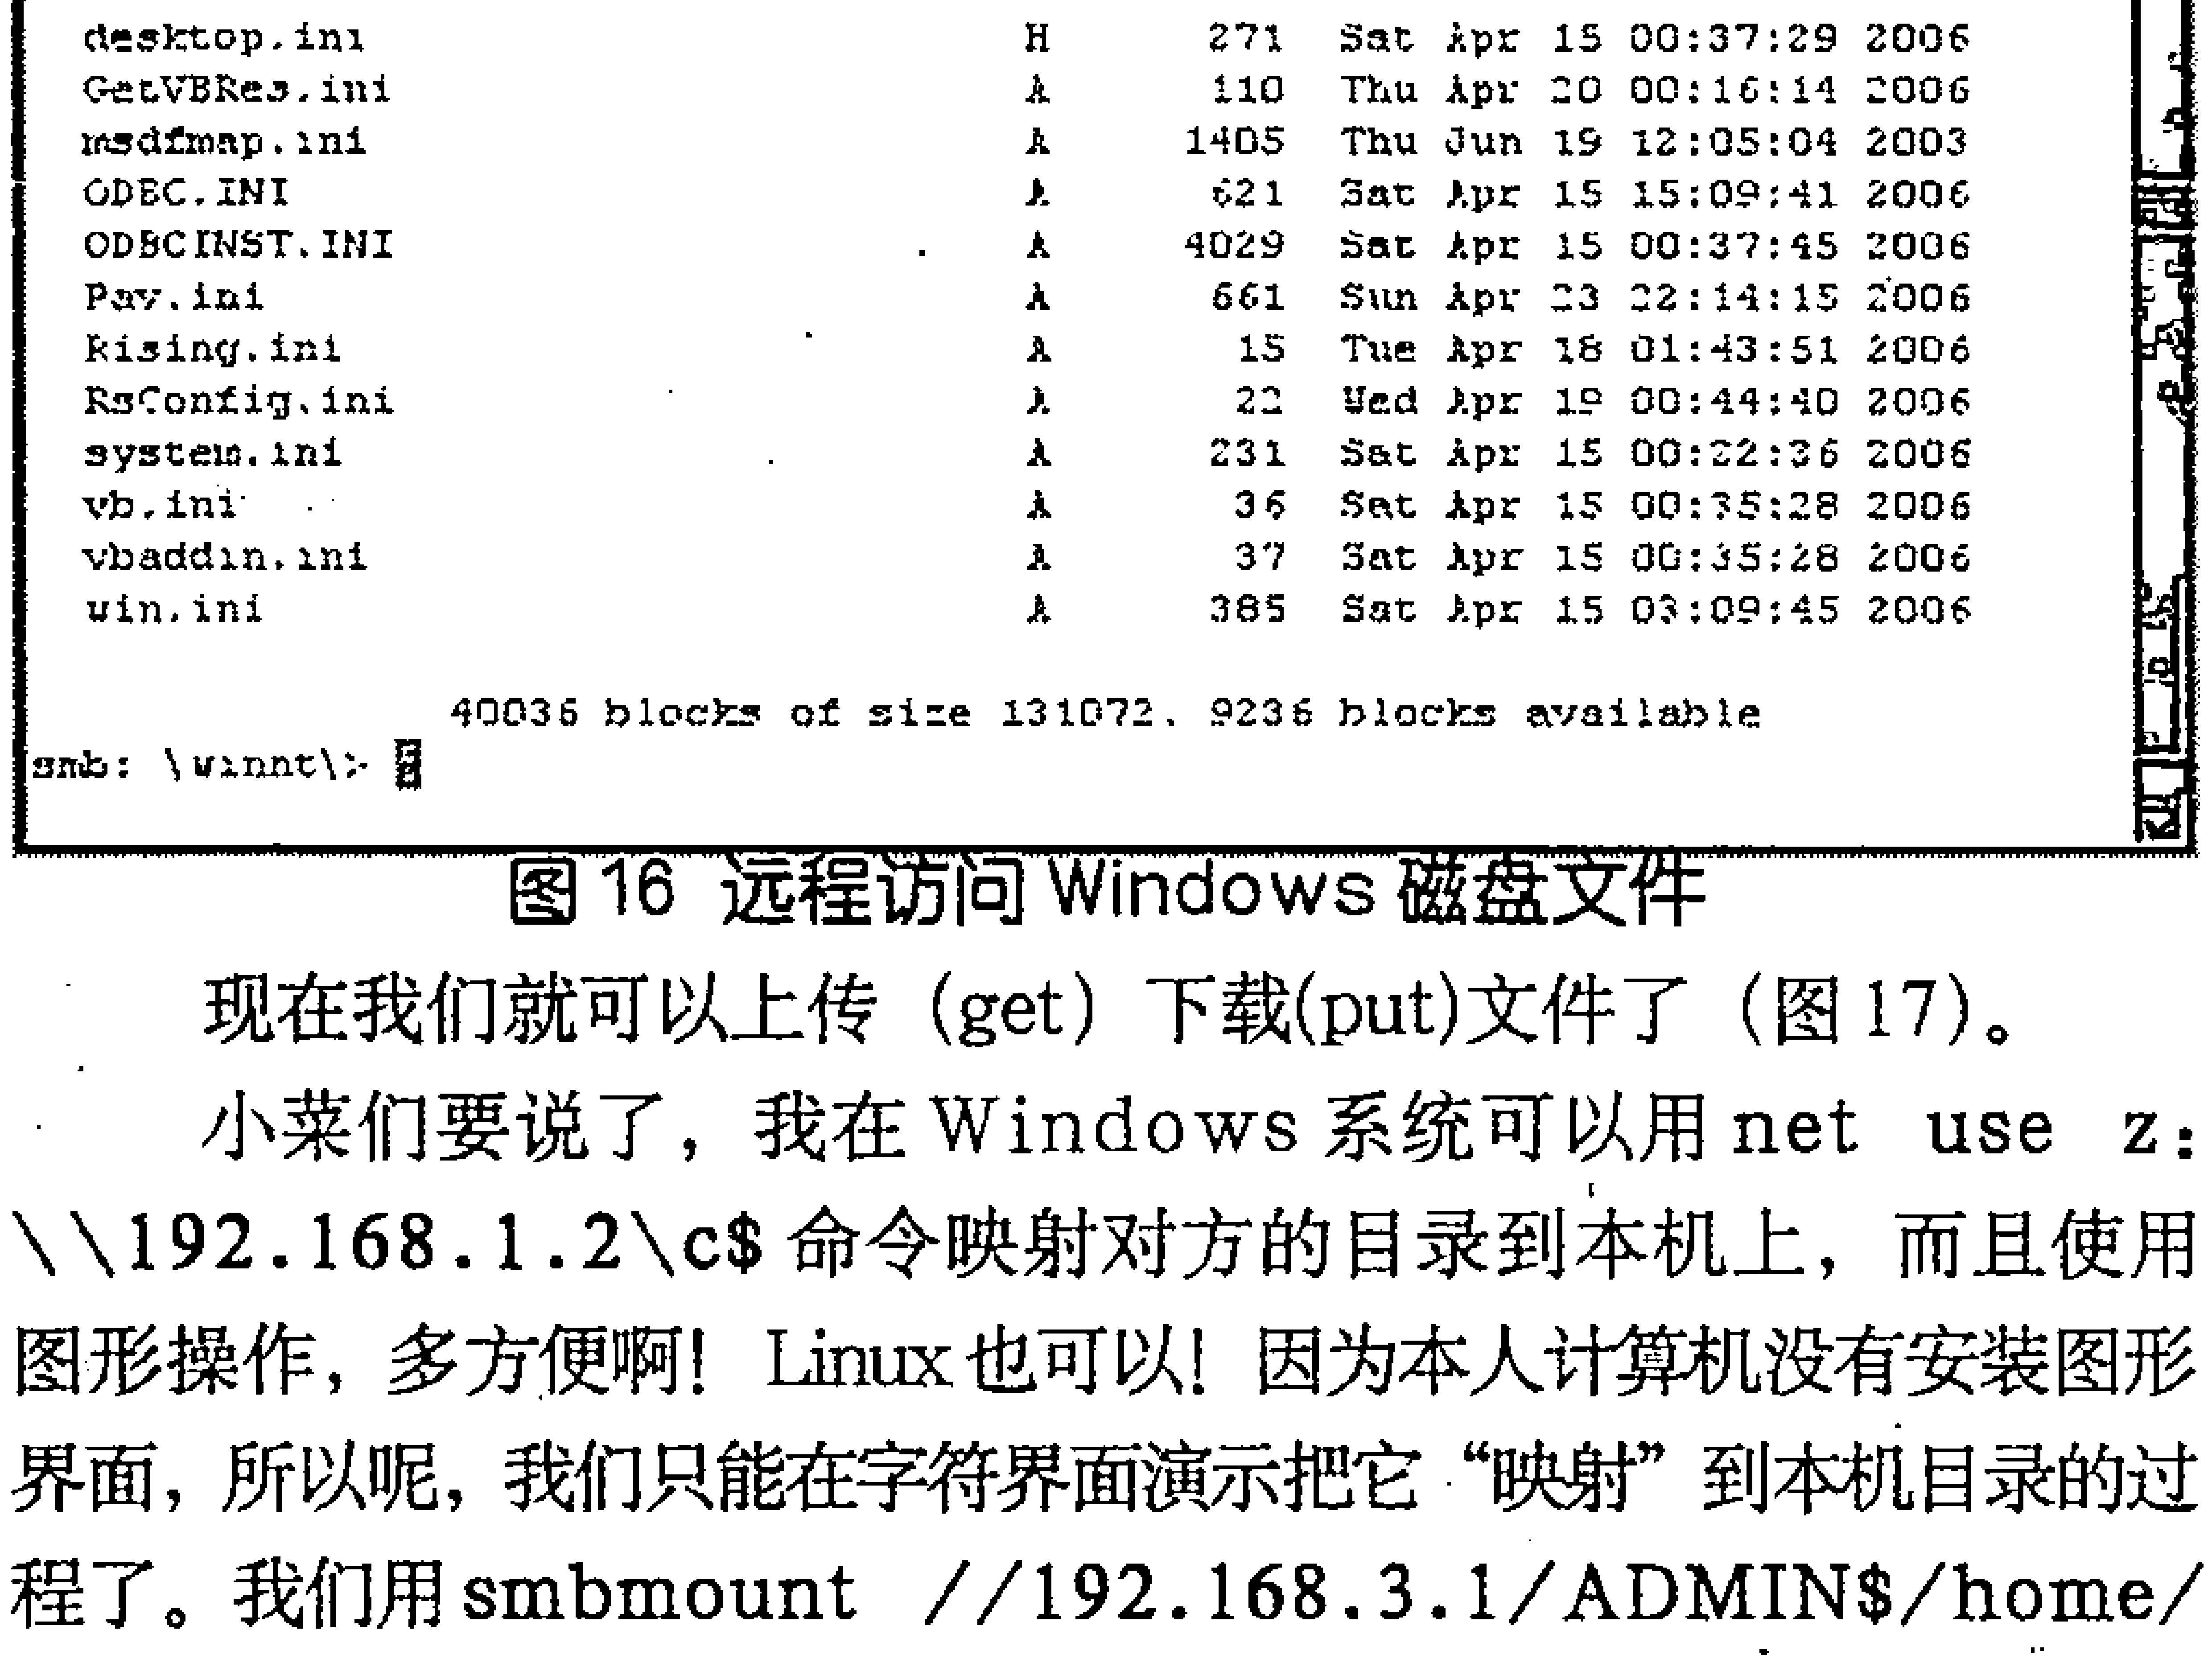 desktop.ini H 271 Sat Apr 15 00:37:29 2006
GetVBRes.ini A 110 Thu Apr 20 00:16:14 2006
msdfmap.ini A 1405 Thu Jun 19 12:05:04 2003
ODBC.INI A 621 Sat Apr 15 15:09:41 2006
ODBCINST.INI A 4029 Sat Apr 15 00:37:45 2006
Pav.ini A 661 Sun Apr 23 22:14:15 2006
Rising.ini A 15 Tue Apr 18 01:43:51 2006
RsConfig.ini A 22 Wed Apr 19 00:44:40 2006
system.ini A 231 Sat Apr 15 00:22:36 2006
vb.ini A 36 Sat Apr 15 00:35:28 2006
vbaddin.ini A 37 Sat Apr 15 00:35:28 2006
win.ini A 385 Sat Apr 15 03:09:45 2006
40036 blocks of size 131072. 9236 blocks available
smb: \winnt\>
图 16 远程访问 Windows 磁盘文件
现在我们就可以上传（get）下载(put)文件了（图 17）。
小菜们要说了，我在 Windows 系统可以用 net use z:
\\192.168.1.2\c$ 命令映射对方的目录到本机上，而且使用
图形操作，多方便啊！Linux 也可以！因为本人计算机没有安装图形
界面，所以呢，我们只能在字符界面演示把它“映射”到本机目录的过
程了。我们用 smbmount //192.168.3.1/ADMIN$/home/